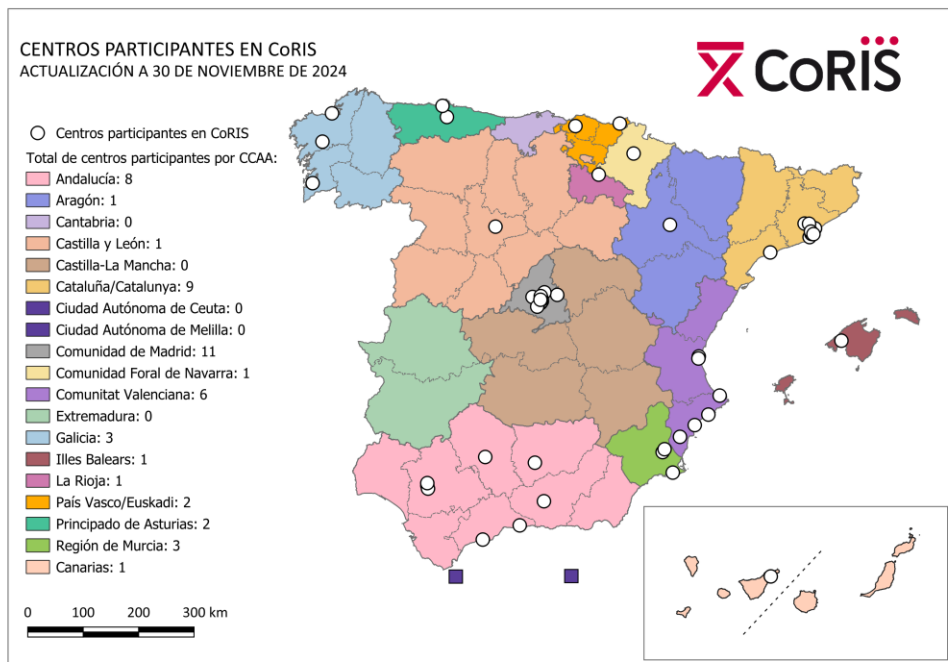 CENTROS PARTICIPANTES EN CoRIS
ACTUALIZACIÓN A 30 DE NOVIEMBRE DE 2024
CoRIS
Centros participantes en CoRIS
Total de centros participantes por CCAA:
Andalucía: 8
Aragón: 1
Cantabria: 0
Castilla y León: 1
Castilla-La Mancha: 0
Cataluña/Catalunya: 9
Ciudad Autónoma de Ceuta: 0
Ciudad Autónoma de Melilla: 0
Comunidad de Madrid: 11
Comunidad Foral de Navarra: 1
Comunitat Valenciana: 6
Extremadura: 0
Galicia: 3
Illes Balears: 1
La Rioja: 1
País Vasco/Euskadi: 2
Principado de Asturias: 2
Región de Murcia: 3
Canarias: 1
0 100 200 300 km